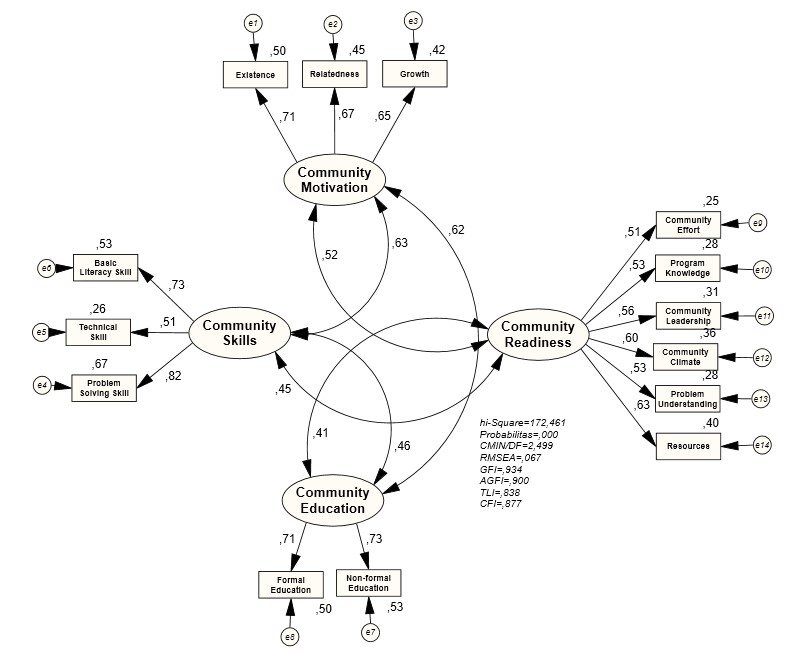 e1
e2
e3
,50
,45
,42
Existence
Relatedness
Growth
,71
,67
,65
Community
Motivation
,62
,63
,52
,53
e6
Basic
Literacy Skill
,73
,26
e5
Technical
Skill
,51
,67
e4
Problem
Solving Skill
,82
Community
Skills
Community
Readiness
,25
,51
Community
Effort
e9
,28
,53
Program
Knowledge
e10
,31
,56
Community
Leadership
e11
,36
,60
Community
Climate
e12
,28
,53
Problem
Understanding
e13
,40
,63
Resources
e14
,45
,41
,46
hi-Square=172,461
Probabilitas=,000
CMIN/DF=2,499
RMSEA=,067
GFI=,934
AGFI=,900
TLI=,838
CFI=,877
Community
Education
,71
,73
Formal
Education
Non-formal
Education
,50
,53
e8
e7